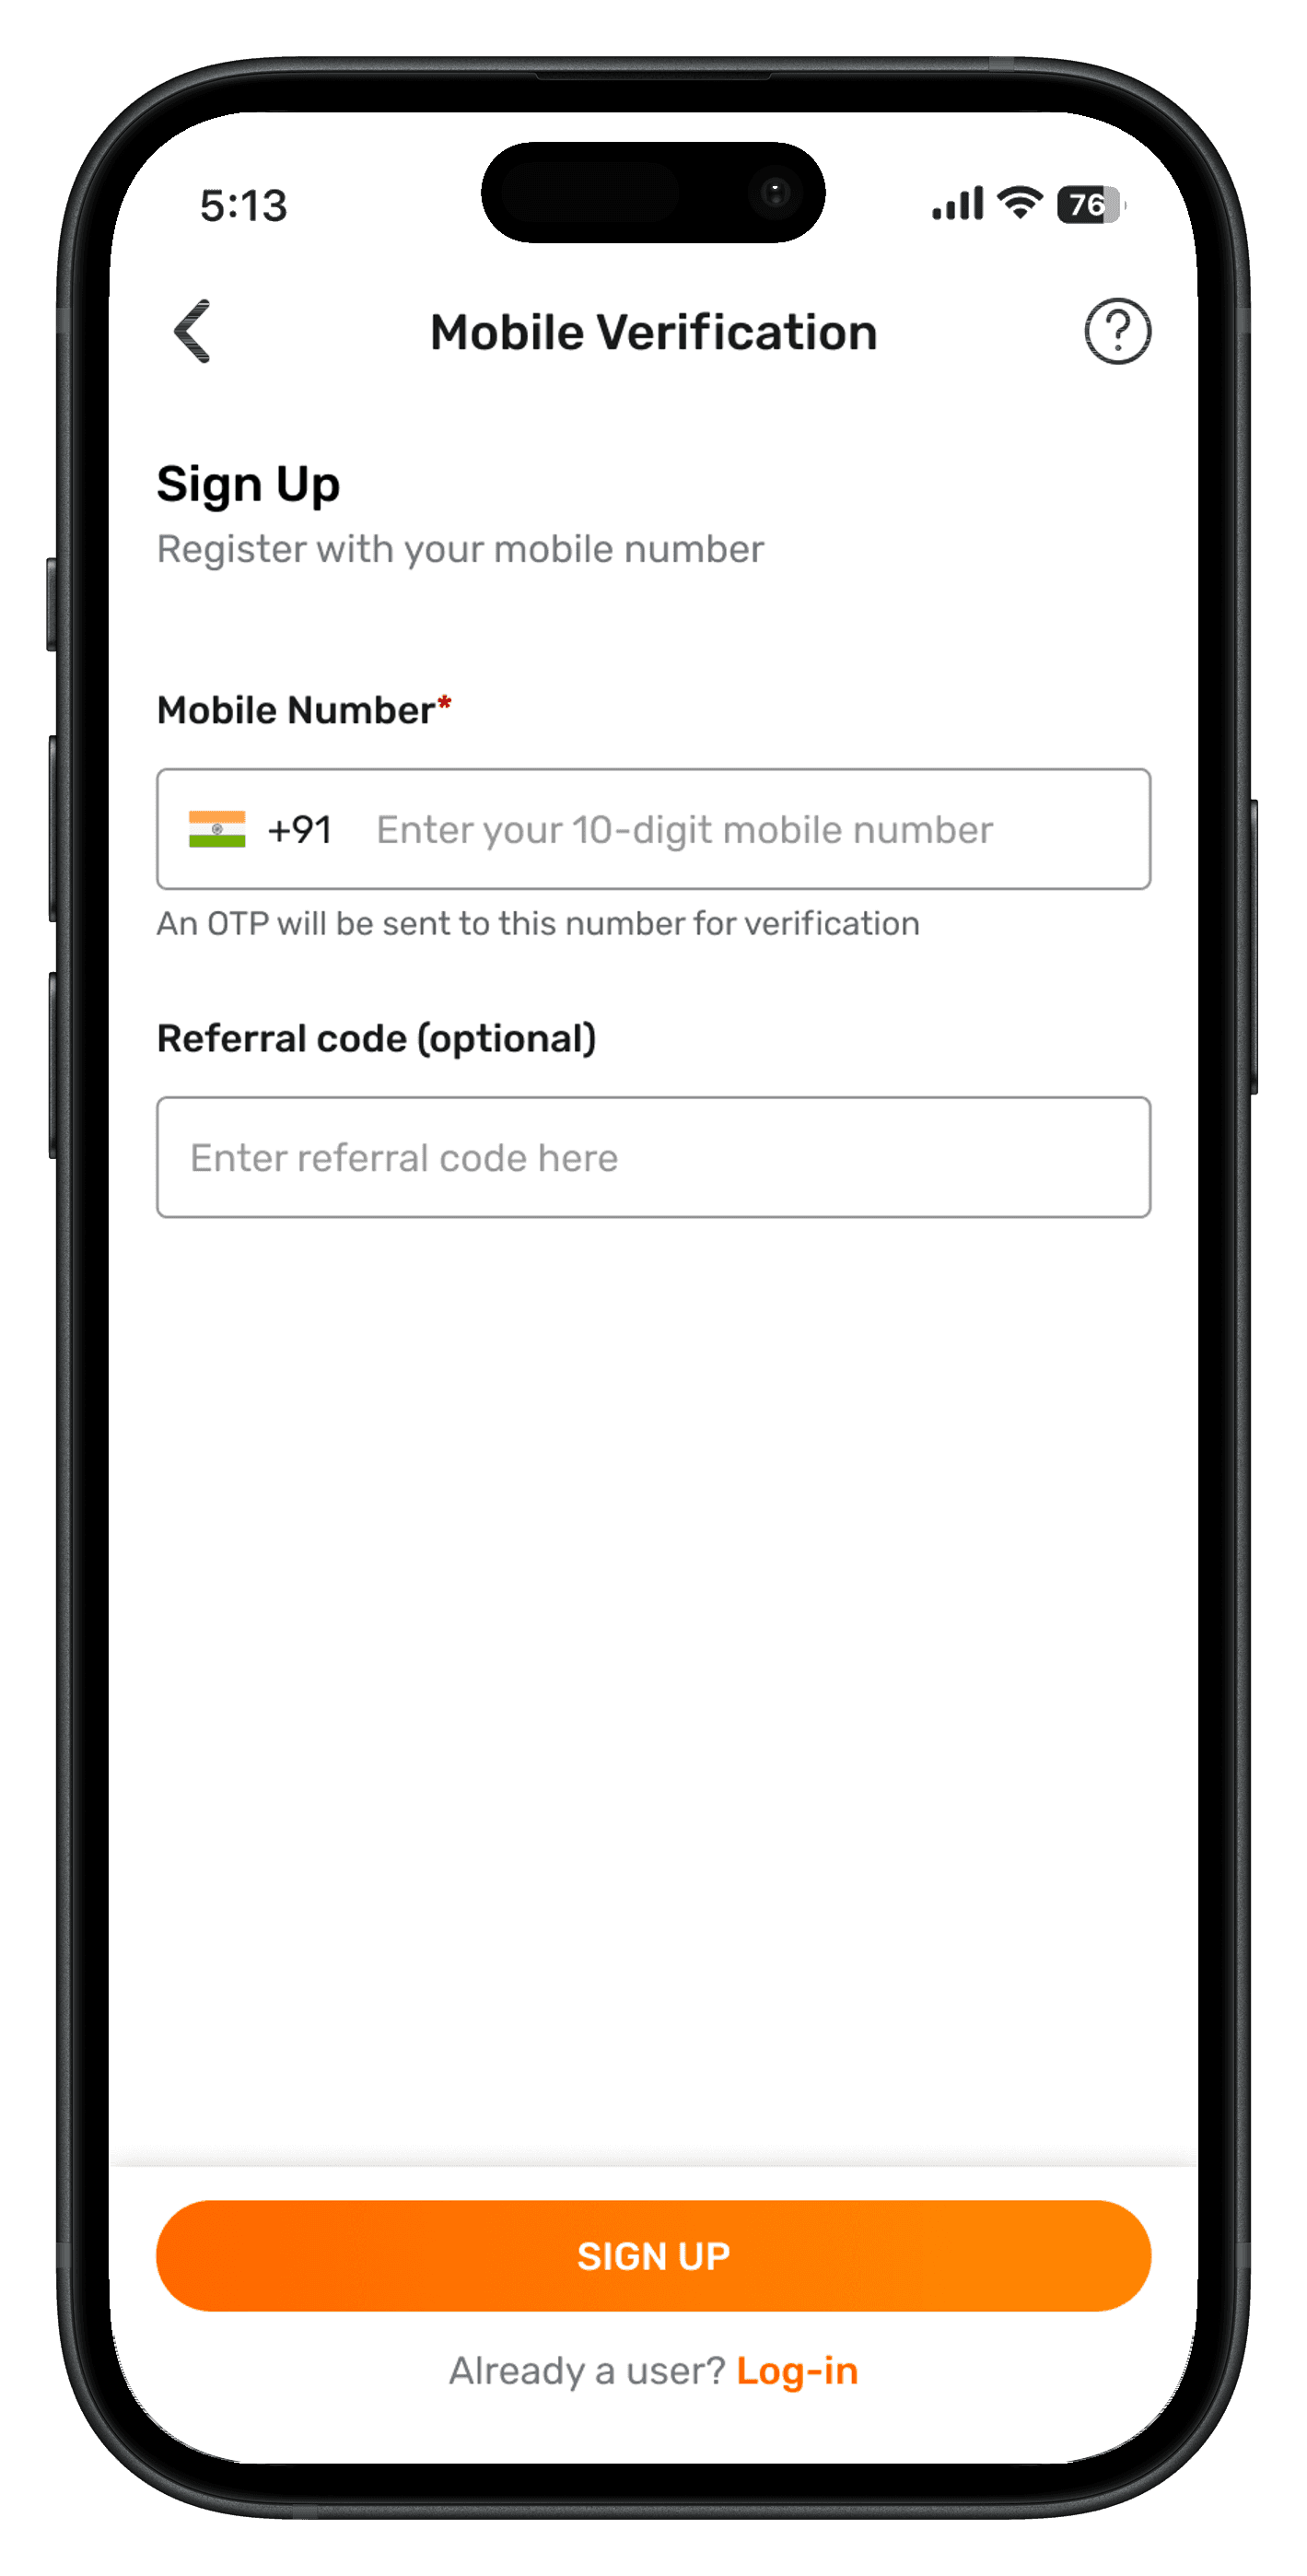 5:13
76
Mobile Verification
?
Sign Up
Register with your mobile number
Mobile Number*
+91 Enter your 10-digit mobile number
An OTP will be sent to this number for verification
Referral code (optional)
Enter referral code here
SIGN UP
Already a user? Log-in